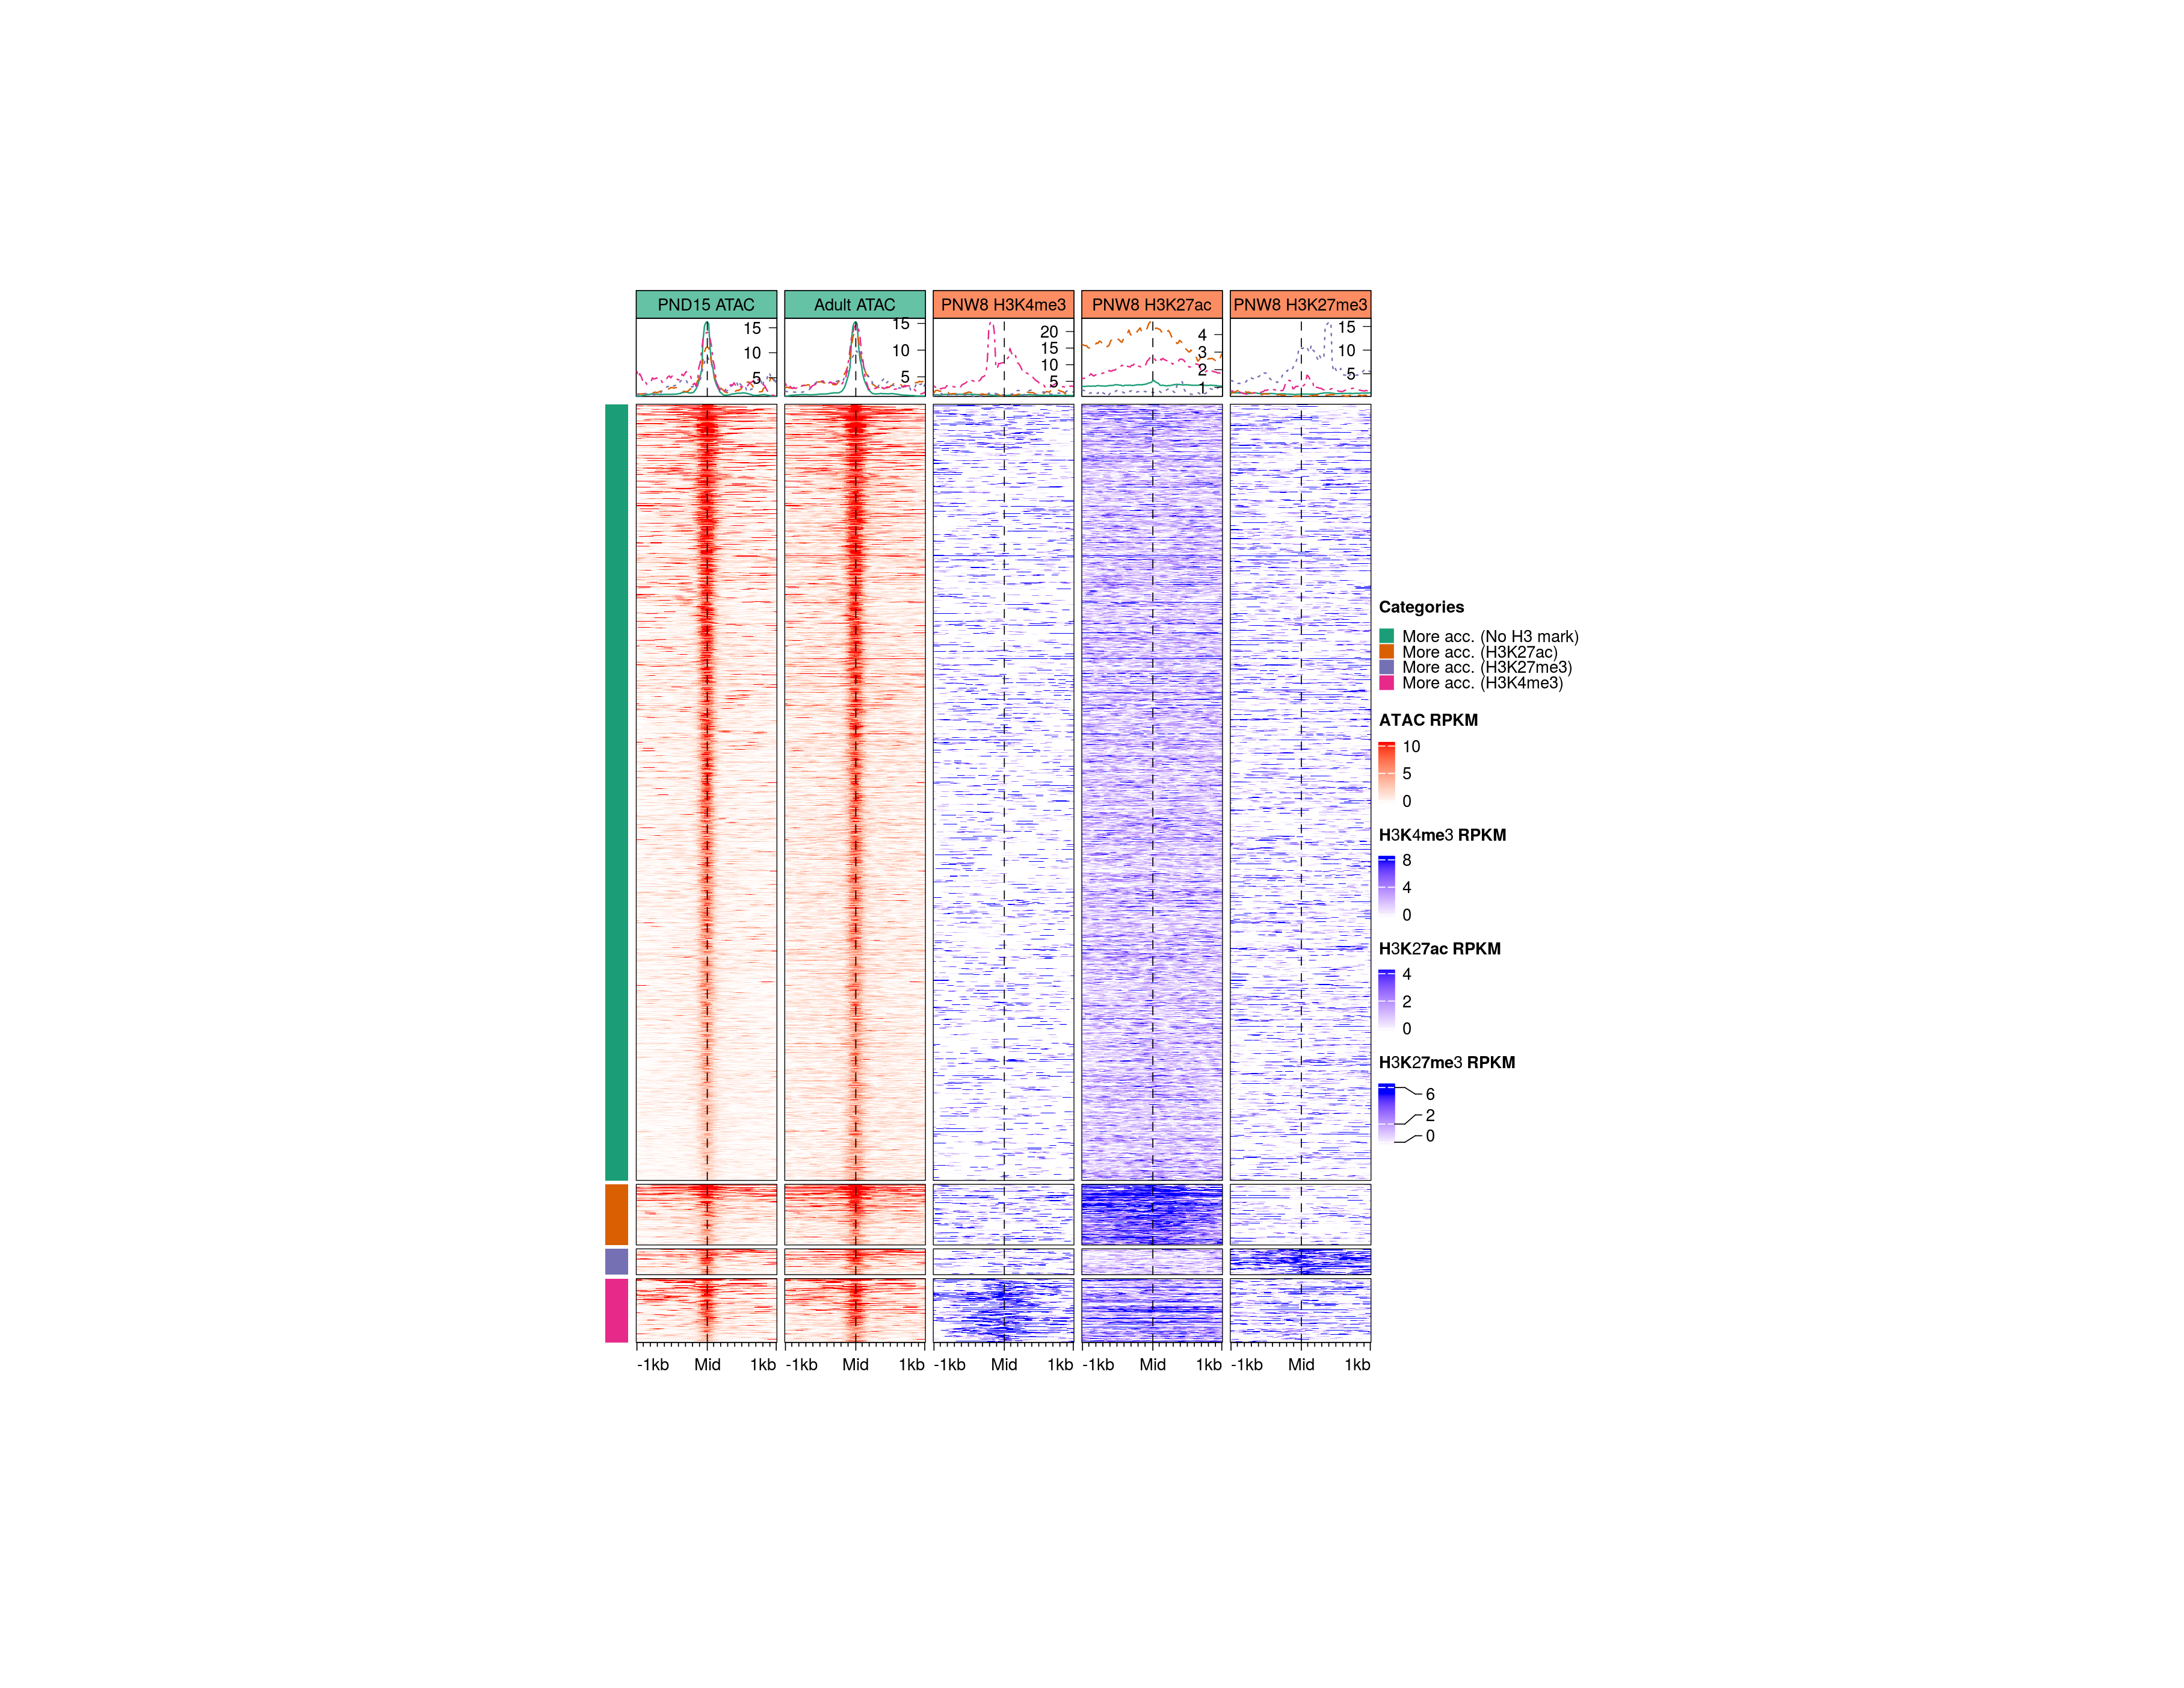 PND15 ATAC Adult ATAC PNW8 H3K4me3 PNW8 H3K27ac PNW8 H3K27me3
15 10 5
15 10 5
20 15 10 5
4 3 2 1
15 10 5
Categories
More acc. (No H3 mark)
More acc. (H3K27ac)
More acc. (H3K27me3)
More acc. (H3K4me3)
ATAC RPKM
10
5
0
H3K4me3 RPKM
8
4
0
H3K27ac RPKM
4
2
0
H3K27me3 RPKM
6
2
0
-1kb Mid 1kb -1kb Mid 1kb -1kb Mid 1kb -1kb Mid 1kb -1kb Mid 1kb